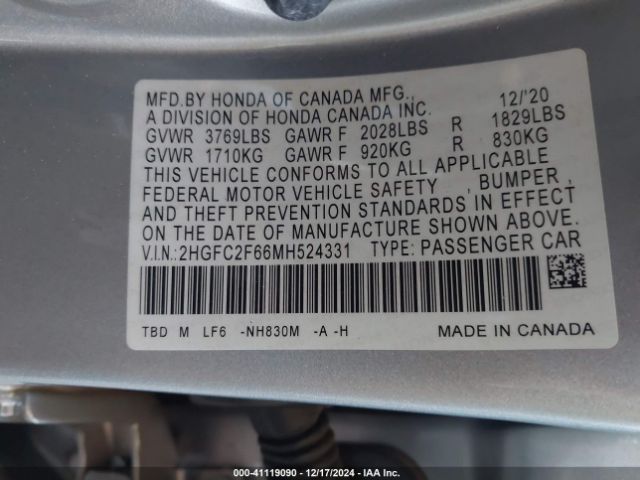 MFD.BY HONDA OF CANADA MFG., 12/'20
A DIVISION OF HONDA CANADA INC.
GVWR 3769LBS GAWR F 2028LBS R 1829LBS
GVWR 1710KG GAWR F 920KG R 830KG
THIS VEHICLE CONFORMS TO ALL APPLICABLE
FEDERAL MOTOR VEHICLE SAFETY , BUMPER ,
AND THEFT PREVENTION STANDARDS IN EFFECT
ON THE DATE OF MANUFACTURE SHOWN ABOVE.
V.I.N.:2HGFC2F66MH524331 TYPE: PASSENGER CAR
TBD M LF6 -NH830M -A -H MADE IN CANADA
000-41119090 - 12/17/2024 - IAA Inc.